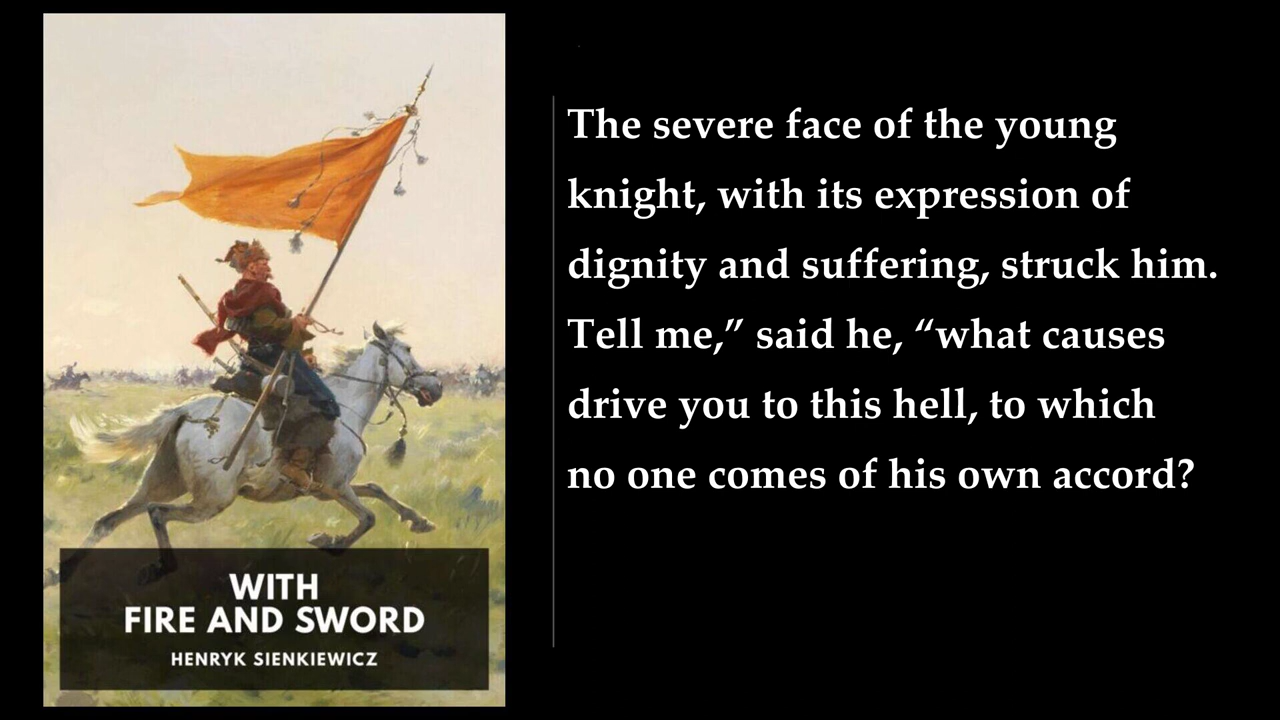 WITH
FIRE AND SWORD
HENRYK SIENKIEWICZ
The severe face of the young
knight, with its expression of
dignity and suffering, struck him.
Tell me,” said he, “what causes
drive you to this hell, to which
no one comes of his own accord?